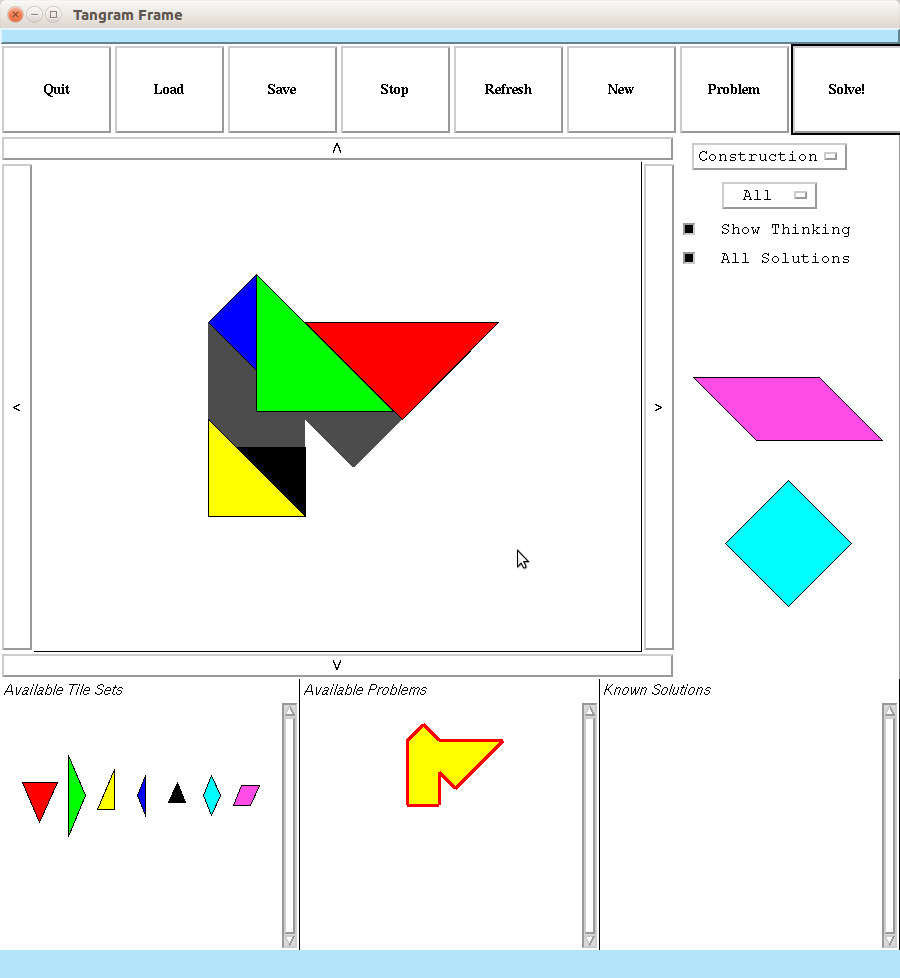 Tangram Frame
Quit Load Save Stop Refresh New Problem Solve!
^
Construction
All
Show Thinking
All Solutions
< >
v
Available Tile Sets Available Problems Known Solutions